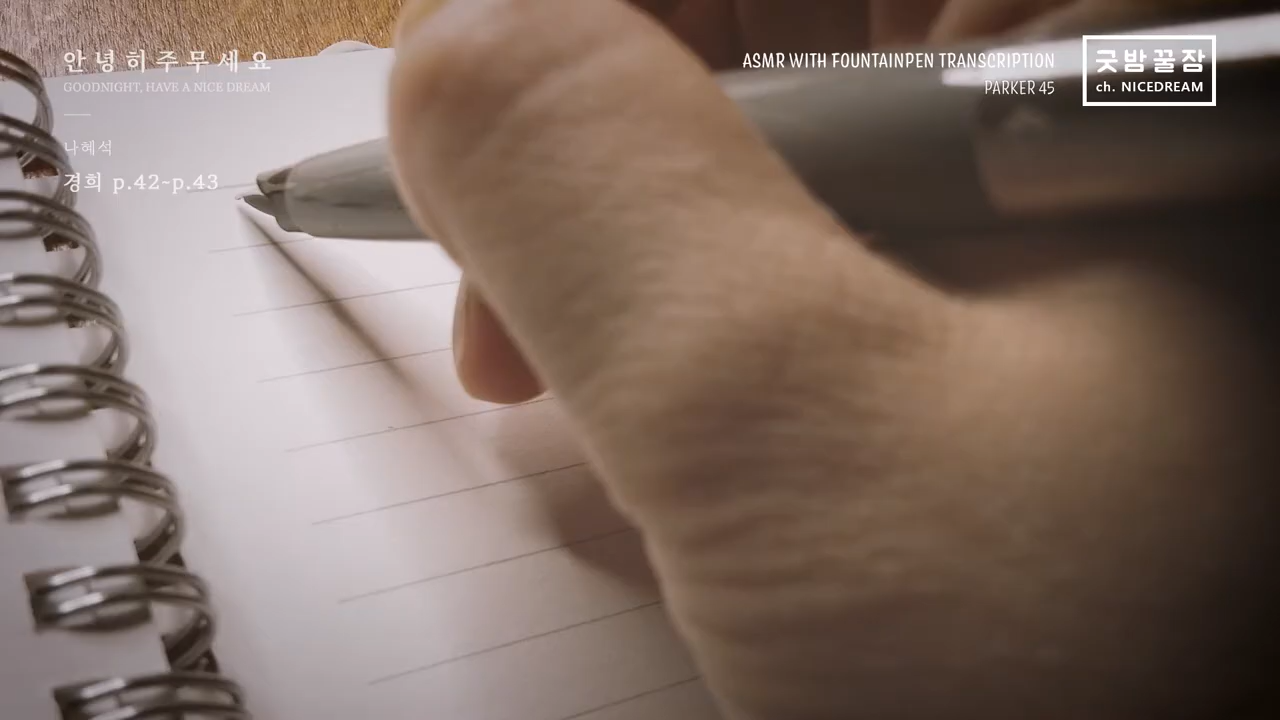 안녕히주무세요
GOODNIGHT, HAVE A NICE DREAM
나혜석
경희 p.42~p.43
ASMR WITH FOUNTAINPEN TRANSCRIPTION
PARKER 45
굿밤꿀잠
ch. NICEDREAM